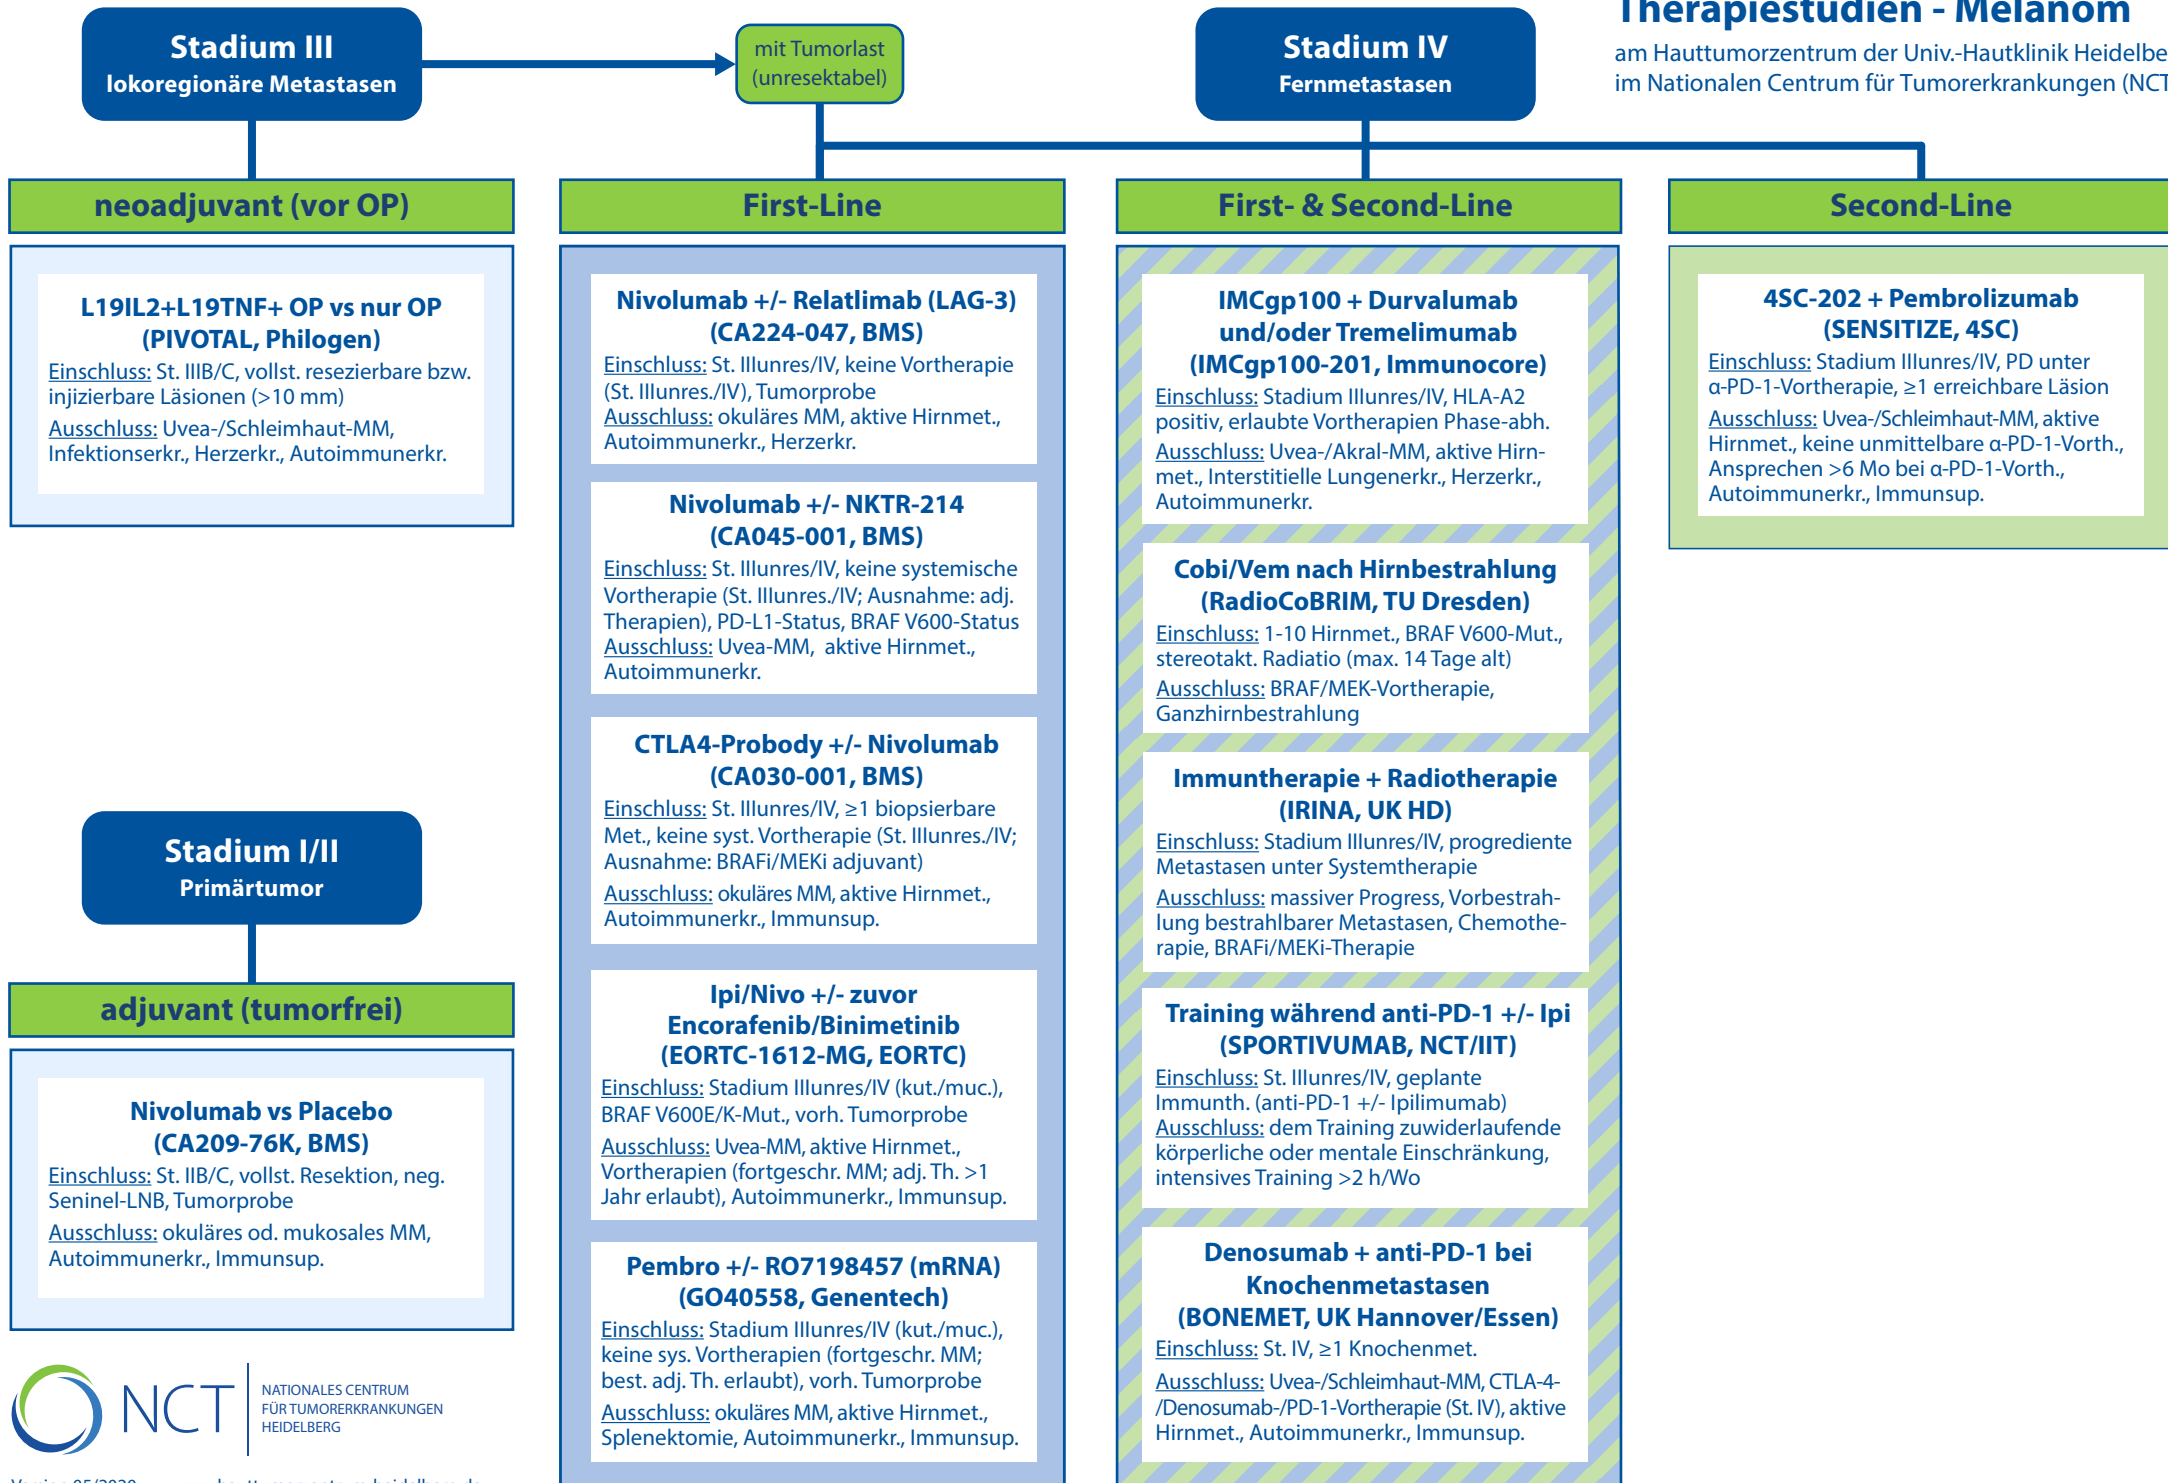 Therapiestudien - Melanom
am Hauttumorzentrum der Univ.-Hautklinik Heidelbe
im Nationalen Centrum für Tumorerkrankungen (NCT
Stadium III
lokoregionäre Metastasen
mit Tumorlast
(unresektabel)
Stadium IV
Fernmetastasen
neoadjuvant (vor OP)
L19IL2+L19TNF+ OP vs nur OP
(PIVOTAL, Philogen)
Einschluss: St. IIIB/C, vollst. resezierbare bzw.
injizierbare Läsionen (>10 mm)
Ausschluss: Uvea-/Schleimhaut-MM,
Infektionserkr., Herzerkr., Autoimmunerkr.
Stadium I/II
Primärtumor
adjuvant (tumorfrei)
Nivolumab vs Placebo
(CA209-76K, BMS)
Einschluss: St. IIB/C, vollst. Resektion, neg.
Seninel-LNB, Tumorprobe
Ausschluss: okuläres od. mukosales MM,
Autoimmunerkr., Immunsup.
First-Line
Nivolumab +/- Relatlimab (LAG-3)
(CA224-047, BMS)
Einschluss: St. IIIunres/IV, keine Vortherapie
(St. IIIunres./IV), Tumorprobe
Ausschluss: okuläres MM, aktive Hirnmet.,
Autoimmunerkr., Herzerkr.
Nivolumab +/- NKTR-214
(CA045-001, BMS)
Einschluss: St. IIIunres/IV, keine systemische
Vortherapie (St. IIIunres./IV; Ausnahme: adj.
Therapien), PD-L1-Status, BRAF V600-Status
Ausschluss: Uvea-MM, aktive Hirnmet.,
Autoimmunerkr.
CTLA4-Probody +/- Nivolumab
(CA030-001, BMS)
Einschluss: St. IIIunres/IV, ≥1 biopsierbare
Met., keine syst. Vortherapie (St. IIIunres./IV;
Ausnahme: BRAFi/MEKi adjuvant)
Ausschluss: okuläres MM, aktive Hirnmet.,
Autoimmunerkr., Immunsup.
Ipi/Nivo +/- zuvor
Encorafenib/Binimetinib
(EORTC-1612-MG, EORTC)
Einschluss: Stadium IIIunres/IV (kut./muc.),
BRAF V600E/K-Mut., vorh. Tumorprobe
Ausschluss: Uvea-MM, aktive Hirnmet.,
Vortherapien (fortgeschr. MM; adj. Th. >1
Jahr erlaubt), Autoimmunerkr., Immunsup.
Pembro +/- RO7198457 (mRNA)
(GO40558, Genentech)
Einschluss: Stadium IIIunres/IV (kut./muc.),
keine sys. Vortherapien (fortgeschr. MM;
best. adj. Th. erlaubt), vorh. Tumorprobe
Ausschluss: okuläres MM, aktive Hirnmet.,
Splenektomie, Autoimmunerkr., Immunsup.
First- & Second-Line
IMCgp100 + Durvalumab
und/oder Tremelimumab
(IMCgp100-201, Immunocore)
Einschluss: Stadium IIIunres/IV, HLA-A2
positiv, erlaubte Vortherapien Phase-abh.
Ausschluss: Uvea-/Akral-MM, aktive Hirn-
met., Interstitielle Lungenerkr., Herzerkr.,
Autoimmunerkr.
Cobi/Vem nach Hirnbestrahlung
(RadioCoBRIM, TU Dresden)
Einschluss: 1-10 Hirnmet., BRAF V600-Mut.,
stereotakt. Radiatio (max. 14 Tage alt)
Ausschluss: BRAF/MEK-Vortherapie,
Ganzhirnbestrahlung
Immuntherapie + Radiotherapie
(IRINA, UK HD)
Einschluss: Stadium IIIunres/IV, progrediente
Metastasen unter Systemtherapie
Ausschluss: massiver Progress, Vorbestrah-
lung bestrahlbarer Metastasen, Chemothe-
rapie, BRAFi/MEKi-Therapie
Training während anti-PD-1 +/- Ipi
(SPORTIVUMAB, NCT/IIT)
Einschluss: St. IIIunres/IV, geplante
Immunth. (anti-PD-1 +/- Ipilimumab)
Ausschluss: dem Training zuwiderlaufende
körperliche oder mentale Einschränkung,
intensives Training >2 h/Wo
Denosumab + anti-PD-1 bei
Knochenmetastasen
(BONEMET, UK Hannover/Essen)
Einschluss: St. IV, ≥1 Knochenmet.
Ausschluss: Uvea-/Schleimhaut-MM, CTLA-4-
/Denosumab-/PD-1-Vortherapie (St. IV), aktive
Hirnmet., Autoimmunerkr., Immunsup.
Second-Line
4SC-202 + Pembrolizumab
(SENSITIZE, 4SC)
Einschluss: Stadium IIIunres/IV, PD unter
α-PD-1-Vortherapie, ≥1 erreichbare Läsion
Ausschluss: Uvea-/Schleimhaut-MM, aktive
Hirnmet., keine unmittelbare α-PD-1-Vorth.,
Ansprechen >6 Mo bei α-PD-1-Vorth.,
Autoimmunerkr., Immunsup.
NCT
NATIONALES CENTRUM
FÜR TUMORERKRANKUNGEN
HEIDELBERG